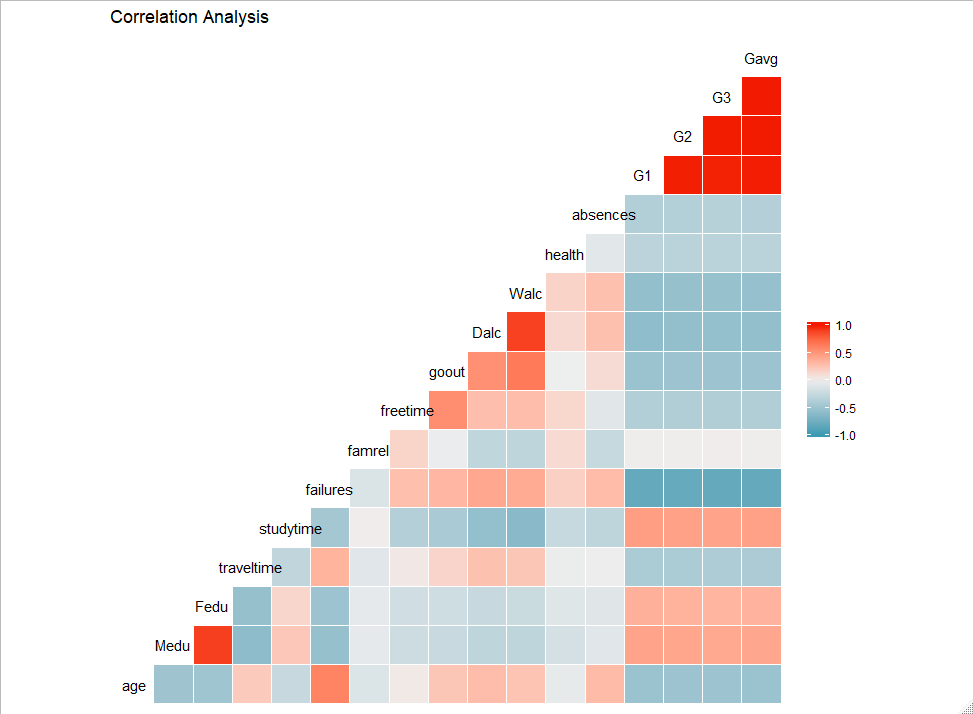 Correlation Analysis
Gavg
G3
G2
G1
absences
health
Walc
Dalc
goout
freetime
famrel
failures
studytime
traveltime
Fedu
Medu
age
1.0
0.5
0.0
-0.5
-1.0